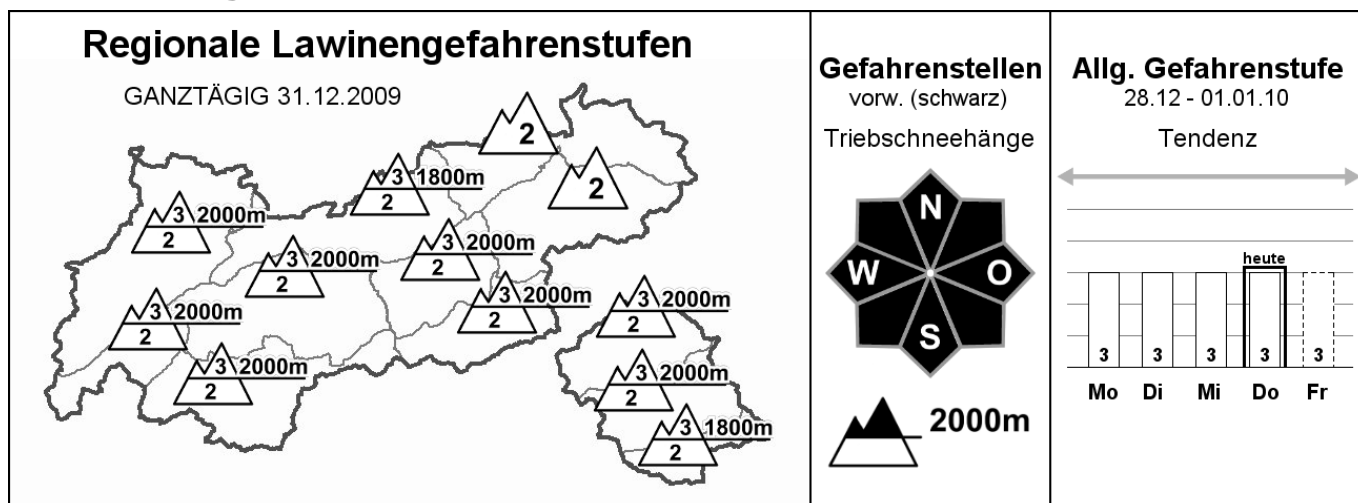 Regionale Lawinengefahrenstufen
GANZTÄGIG 31.12.2009
2
2
3 1800m
2
3 2000m
2
3 2000m
2
3 2000m
2
3 2000m
2
3 2000m
2
3 2000m
2
3 2000m
2
3 2000m
2
3 1800m
2
Gefahrenstellen
vorw. (schwarz)
Triebschneehänge
N
W O
S
2000m
Allg. Gefahrenstufe
28.12 - 01.01.10
Tendenz
heute
3 3 3 3 3
Mo Di Mi Do Fr